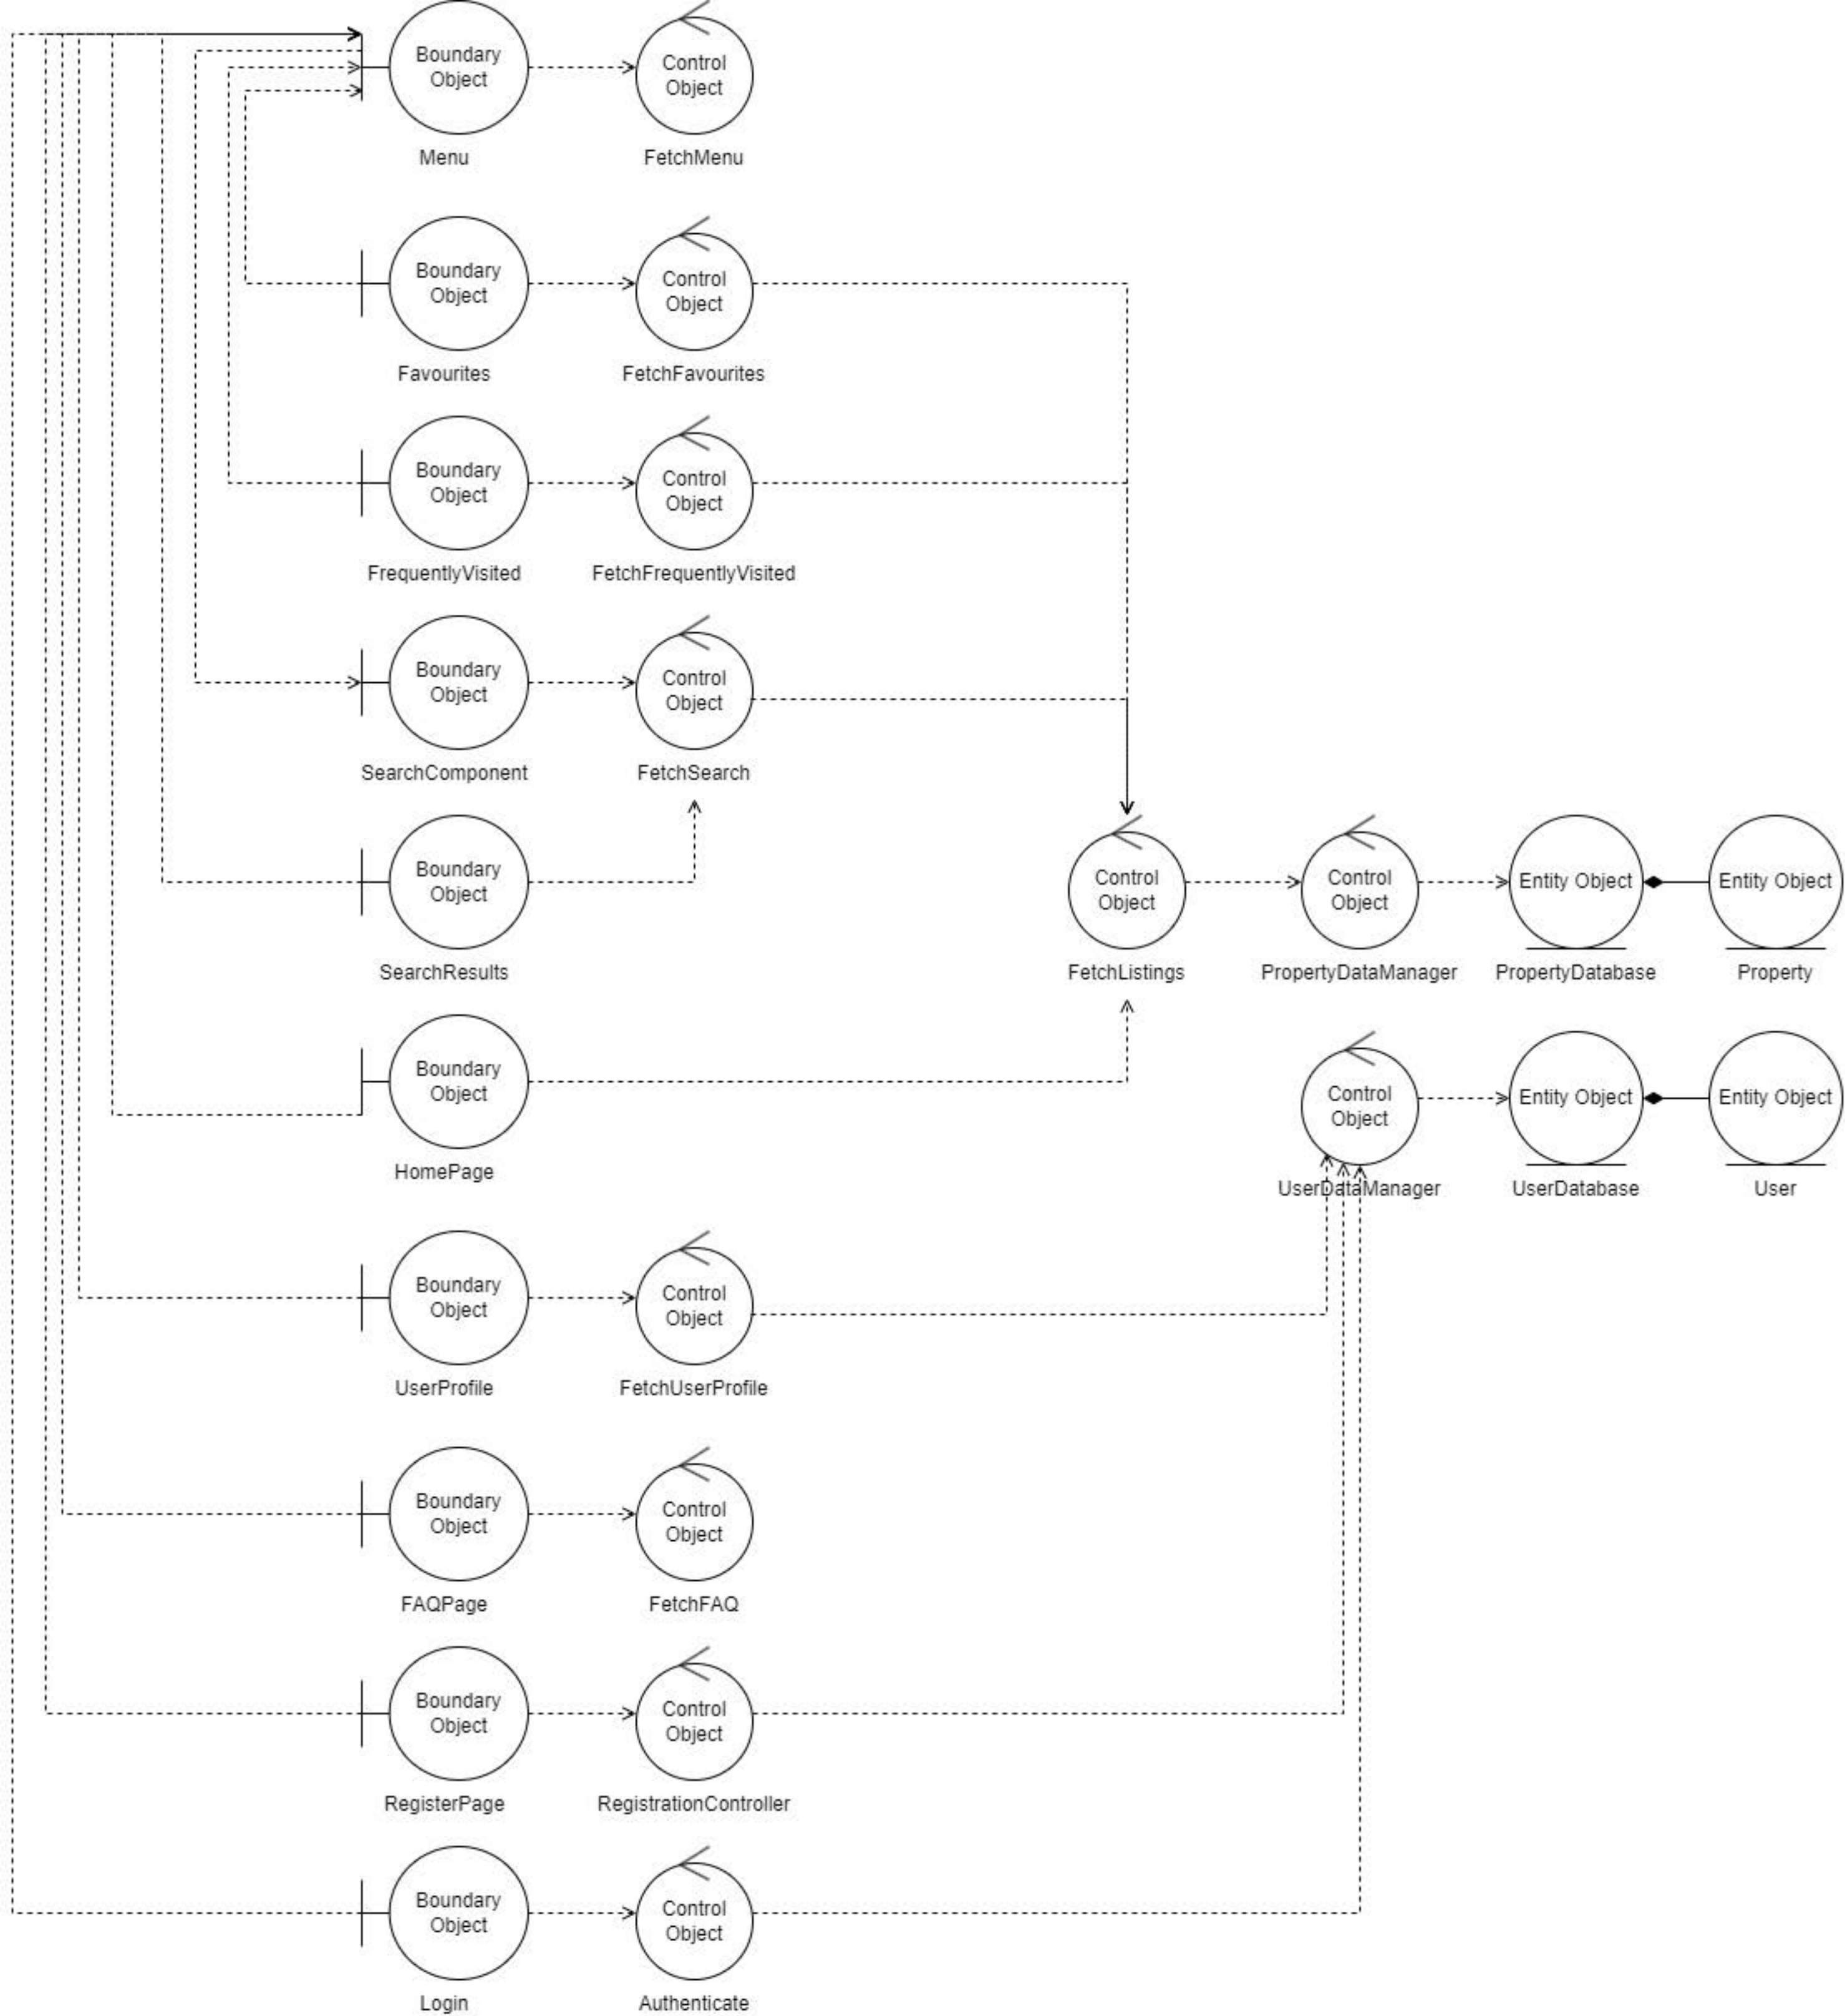 Boundary
Object
Control
Object
Menu
FetchMenu
Boundary
Object
Control
Object
Favourites
FetchFavourites
Boundary
Object
Control
Object
FrequentlyVisited
FetchFrequentlyVisited
Boundary
Object
Control
Object
SearchComponent
FetchSearch
Boundary
Object
Control
Object
Control
Object
Entity Object
Entity Object
SearchResults
FetchListings
PropertyDataManager
PropertyDatabase
Property
Boundary
Object
Control
Object
Entity Object
Entity Object
HomePage
UserDataManager
UserDatabase
User
Boundary
Object
Control
Object
UserProfile
FetchUserProfile
Boundary
Object
Control
Object
FAQPage
FetchFAQ
Boundary
Object
Control
Object
RegisterPage
RegistrationController
Boundary
Object
Control
Object
Login
Authenticate